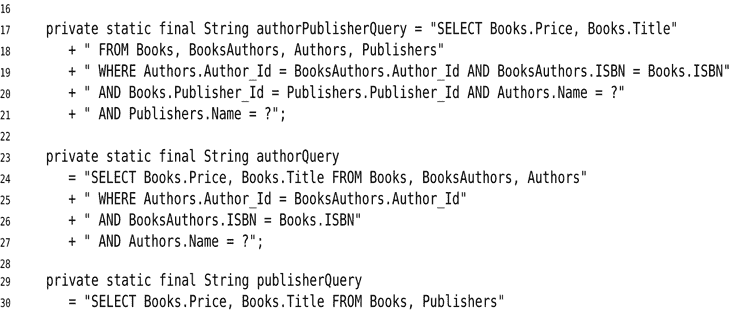 16
17 private static final String authorPublisherQuery = "SELECT Books.Price, Books.Title"
18 + " FROM Books, BooksAuthors, Authors, Publishers"
19 + " WHERE Authors.Author_Id = BooksAuthors.Author_Id AND BooksAuthors.ISBN = Books.ISBN"
20 + " AND Books.Publisher_Id = Publishers.Publisher_Id AND Authors.Name = ?"
21 + " AND Publishers.Name = ?";
22
23 private static final String authorQuery
24 = "SELECT Books.Price, Books.Title FROM Books, BooksAuthors, Authors"
25 + " WHERE Authors.Author_Id = BooksAuthors.Author_Id"
26 + " AND BooksAuthors.ISBN = Books.ISBN"
27 + " AND Authors.Name = ?";
28
29 private static final String publisherQuery
30 = "SELECT Books.Price, Books.Title FROM Books, Publishers"